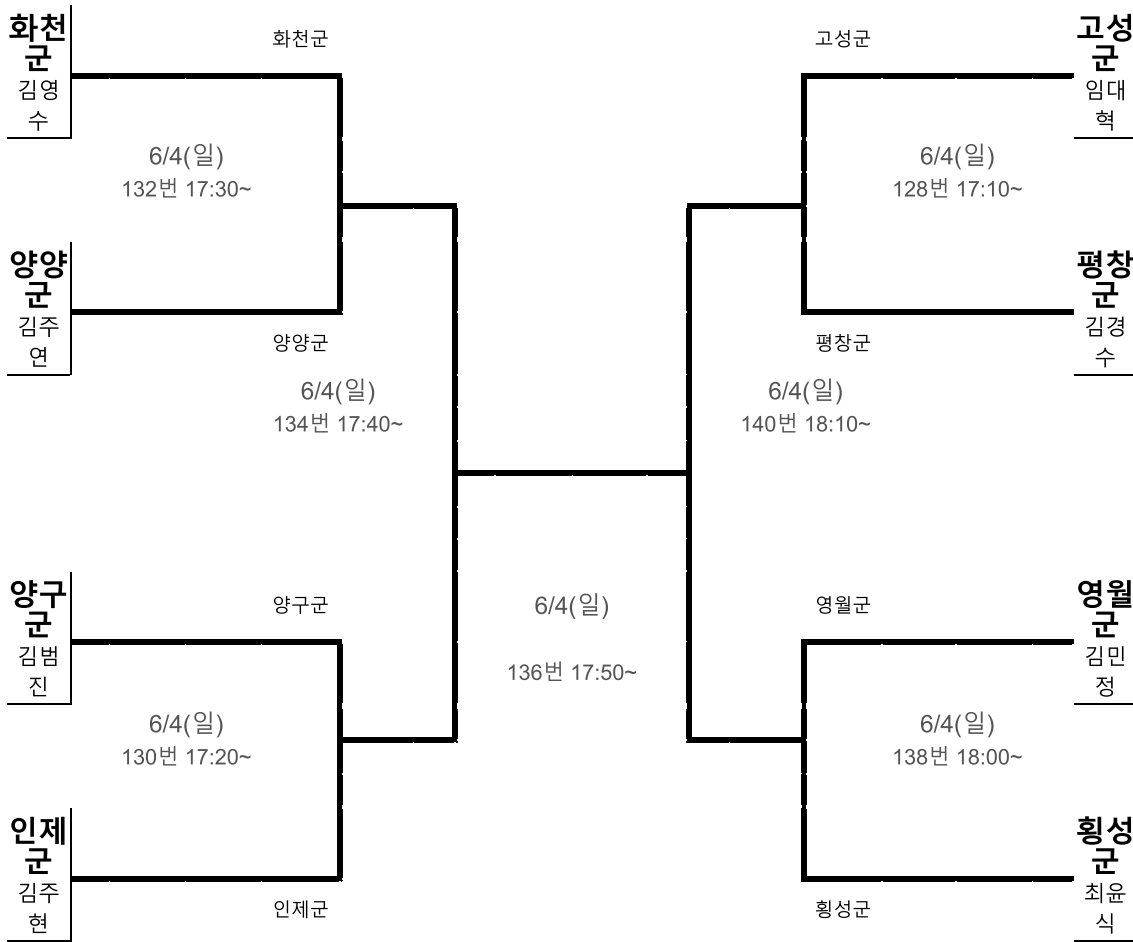 화천
군
김영
수
화천군
6/4(일)
132번 17:30~
양양
군
김주
연
양양군
6/4(일)
134번 17:40~
양구
군
김범
진
양구군
6/4(일)
130번 17:20~
인제
군
김주
현
인제군
6/4(일)
136번 17:50~
고성군
고성
군
임대
혁
6/4(일)
128번 17:10~
평창
군
김경
수
평창군
6/4(일)
140번 18:10~
영월군
영월
군
김민
정
6/4(일)
138번 18:00~
횡성
군
최윤
식
횡성군